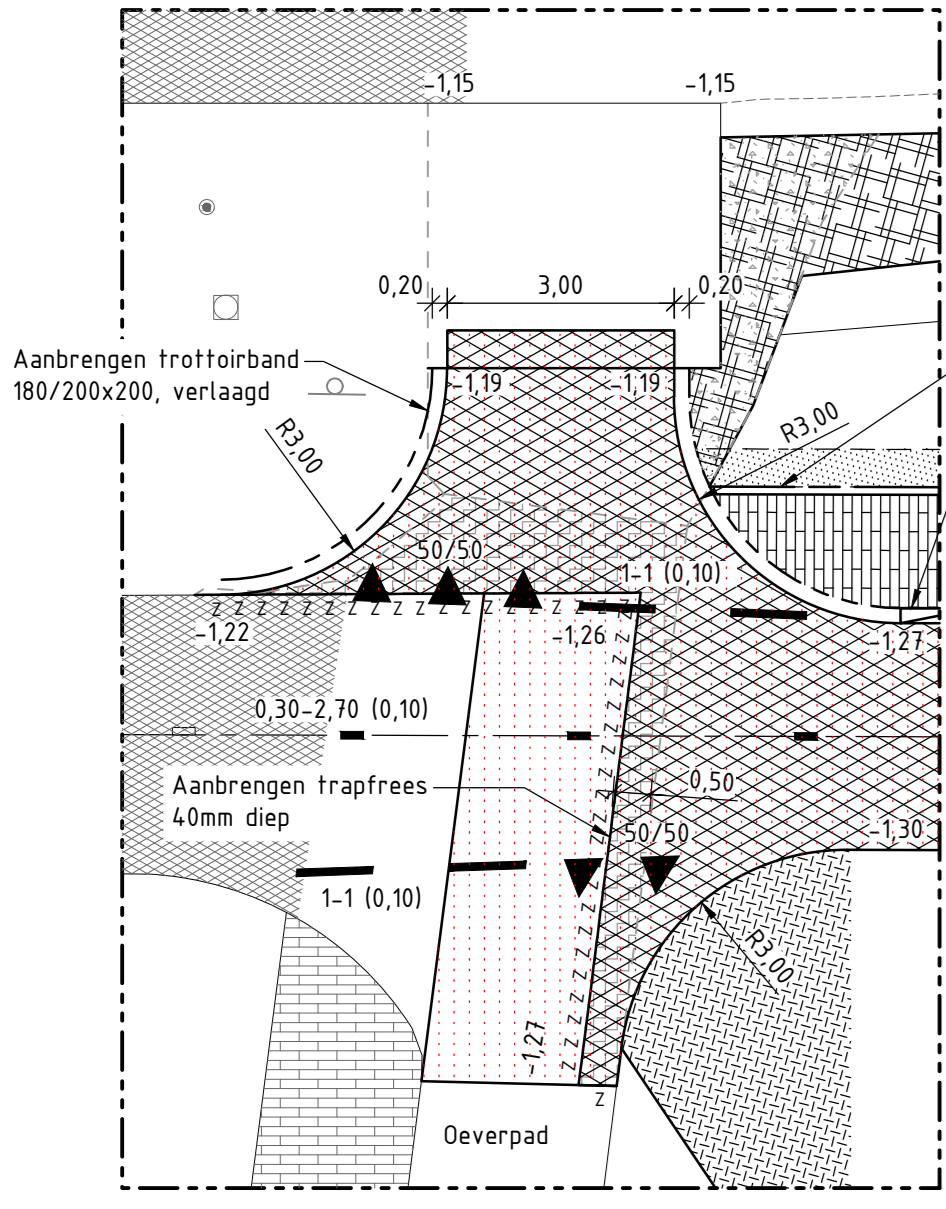 -1,15
-1,15
0,20
3,00
0,20
Aanbrengen trottoirband
180/200x200, verlaagd
-1,19
-1,19
R3,00
R3,00
50/50
1-1 (0,10)
z z z z z z z z z z z z z z z z z z
-1,22
-1,26
-1,27
0,30-2,70 (0,10)
Aanbrengen trapfrees
40mm diep
0,50
50/50
-1,30
1-1 (0,10)
R3,00
-1,27
z z z z z z z z z z z z z z z z z z z z z z z
z
Oeverpad